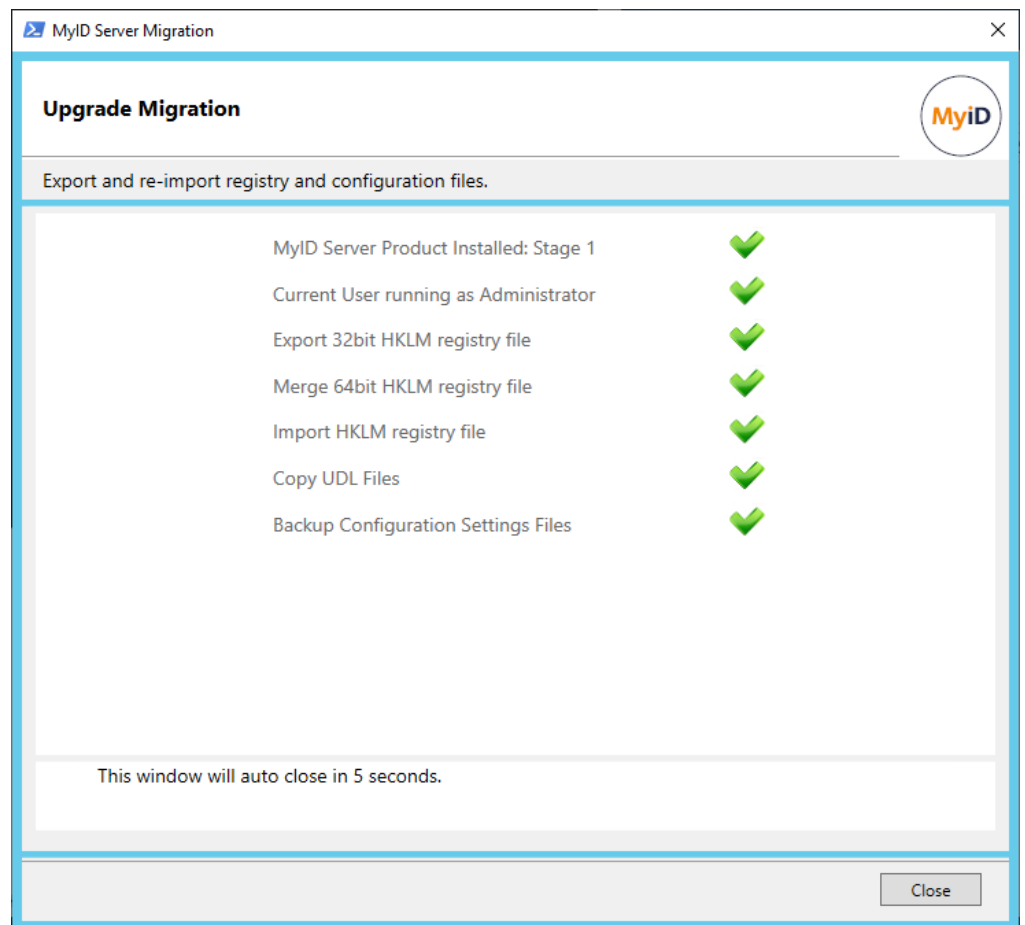 MyID Server Migration
Upgrade Migration
MyiD
Export and re-import registry and configuration files.
MyID Server Product Installed: Stage 1
Current User running as Administrator
Export 32bit HKLM registry file
Merge 64bit HKLM registry file
Import HKLM registry file
Copy UDL Files
Backup Configuration Settings Files
This window will auto close in 5 seconds.
Close